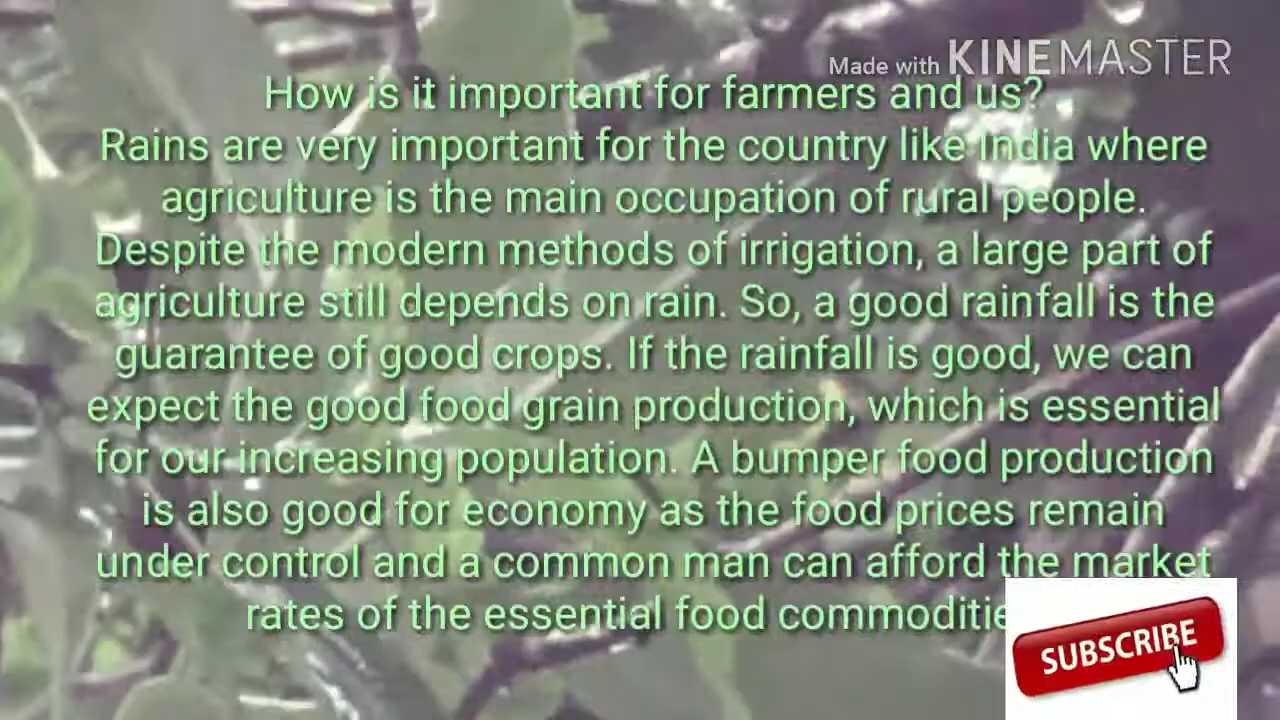 Made with KINEMASTER
How is it important for farmers and us?
Rains are very important for the country like India where
agriculture is the main occupation of rural people.
Despite the modern methods of irrigation, a large part of
agriculture still depends on rain. So, a good rainfall is the
guarantee of good crops. If the rainfall is good, we can
expect the good food grain production, which is essential
for our increasing population. A bumper food production
is also good for economy as the food prices remain
under control and a common man can afford the market
rates of the essential food commoditie
SUBSCRIBE